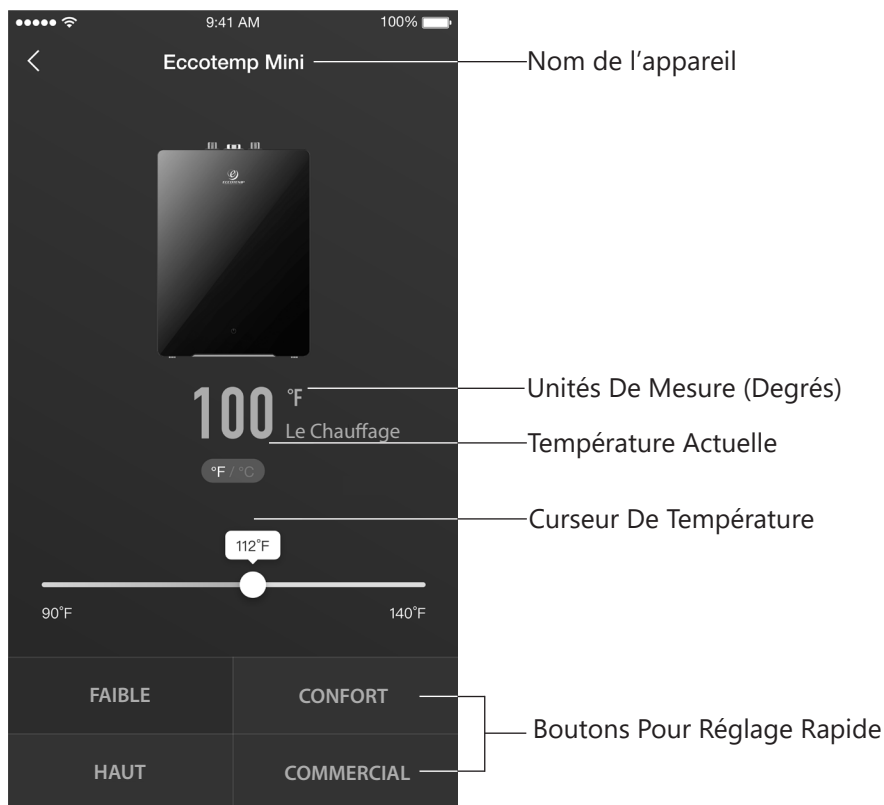 9:41 AM 100%
Eccotemp Mini
Nom de l'appareil
e
ECCOTEMP
100 °F
Unités De Mesure (Degrés)
Le Chauffage
Température Actuelle
°F / °C
Curseur De Température
112°F
90°F 140°F
FAIBLE CONFORT
Boutons Pour Réglage Rapide
HAUT COMMERCIAL